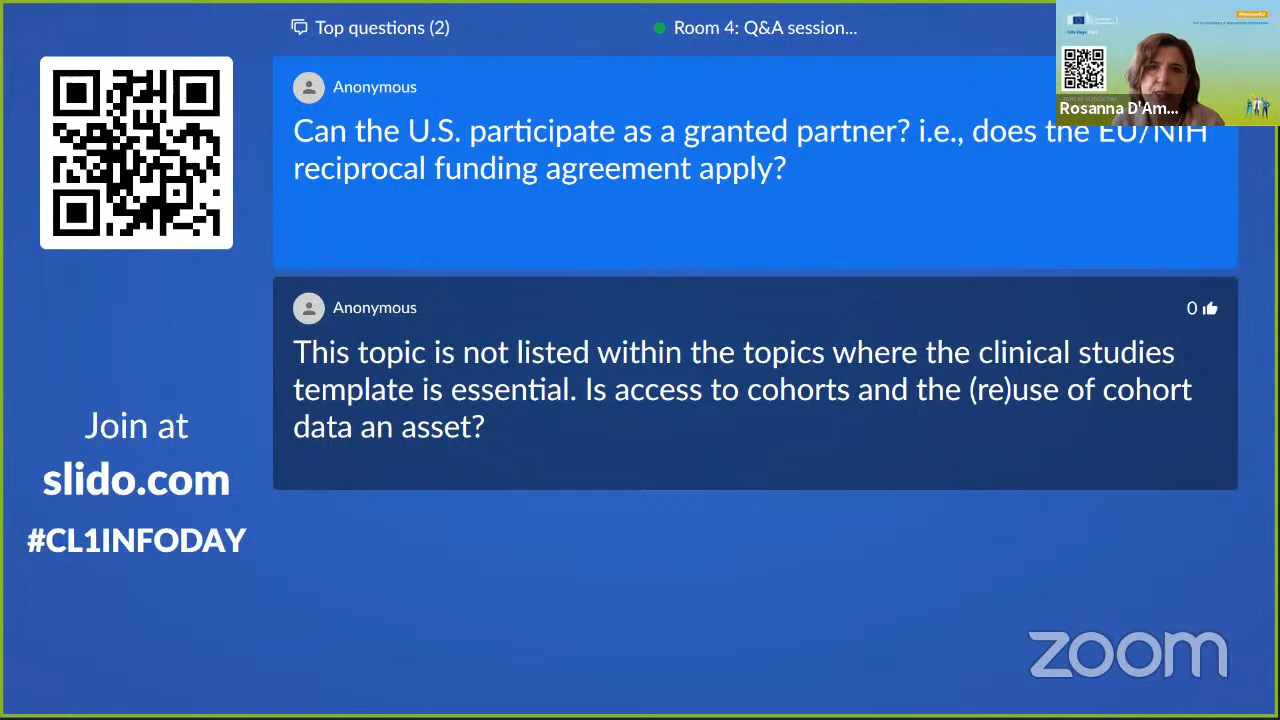 Top questions (2)
Room 4: Q&A session...
Rosanna D'Am...
Anonymous
Can the U.S. participate as a granted partner? i.e., does the EU/NIH
reciprocal funding agreement apply?
Anonymous
0
This topic is not listed within the topics where the clinical studies
template is essential. Is access to cohorts and the (re)use of cohort
data an asset?
Join at
slido.com
#CL1INFODAY
zoom